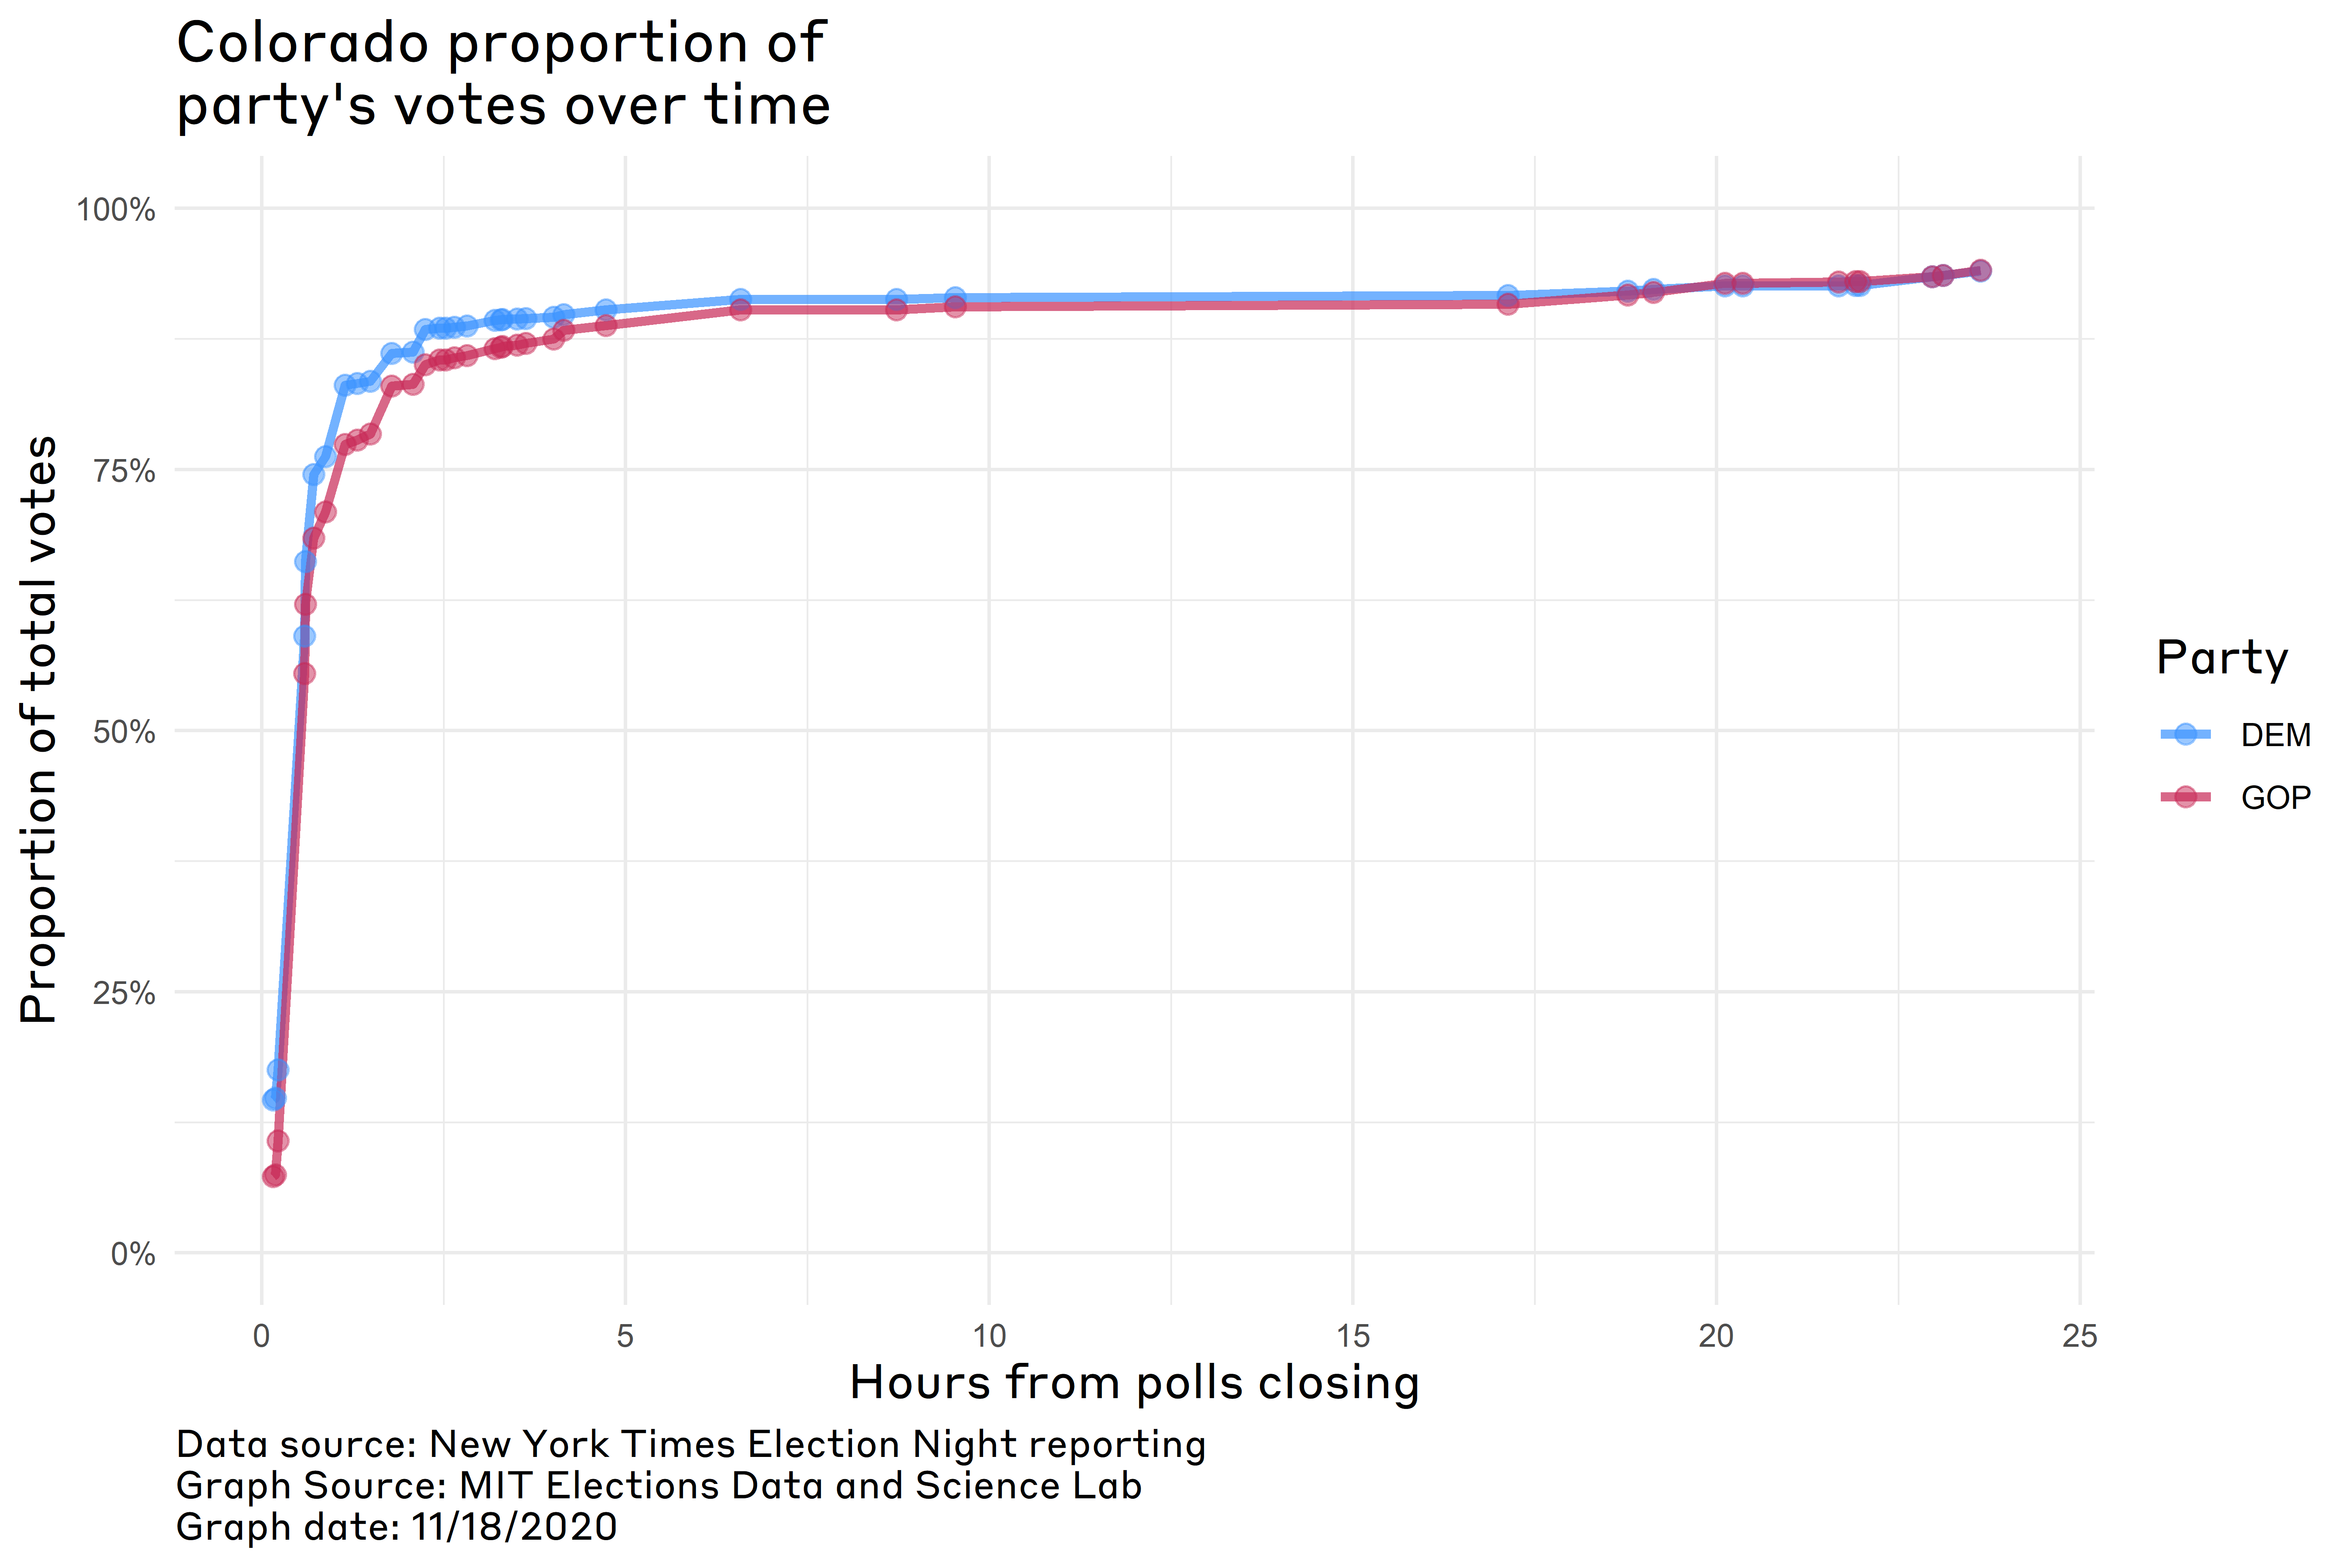 Colorado proportion of
party's votes over time
Proportion of total votes
100%
75%
50%
25%
0%
0
5
10
15
20
25
Hours from polls closing
Party
DEM
GOP
Data source: New York Times Election Night reporting
Graph Source: MIT Elections Data and Science Lab
Graph date: 11/18/2020